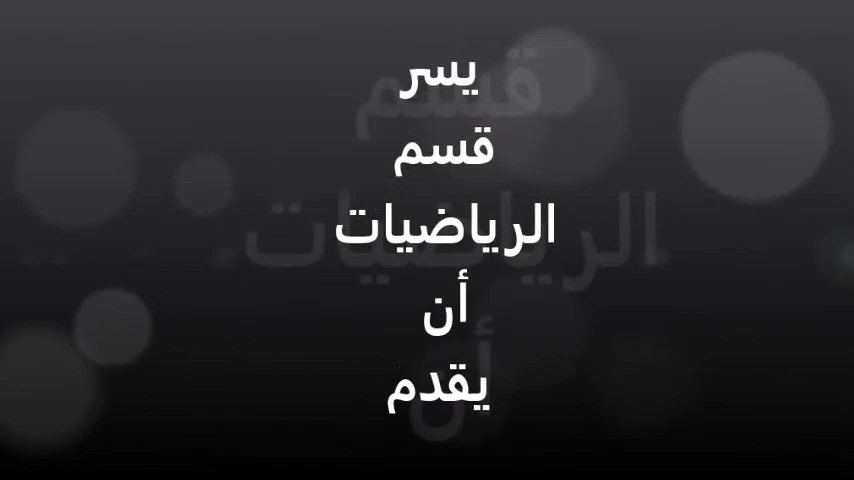 يسر
قسم
الرياضيات
أن
يقدم